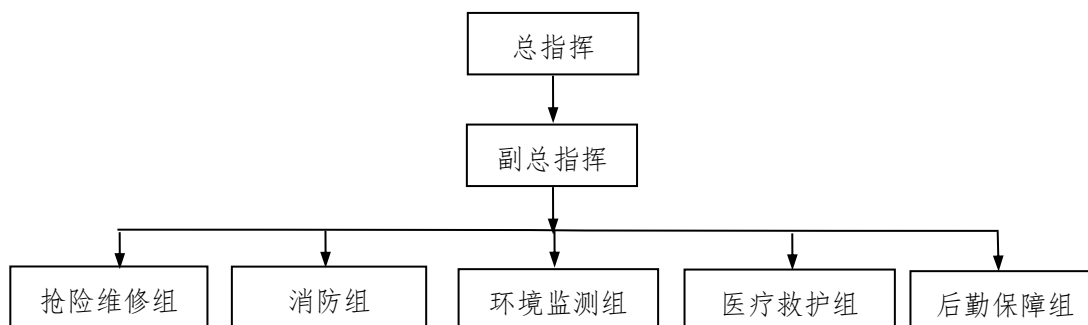 总指挥
副总指挥
抢险维修组
消防组
环境监测组
医疗救护组
后勤保障组